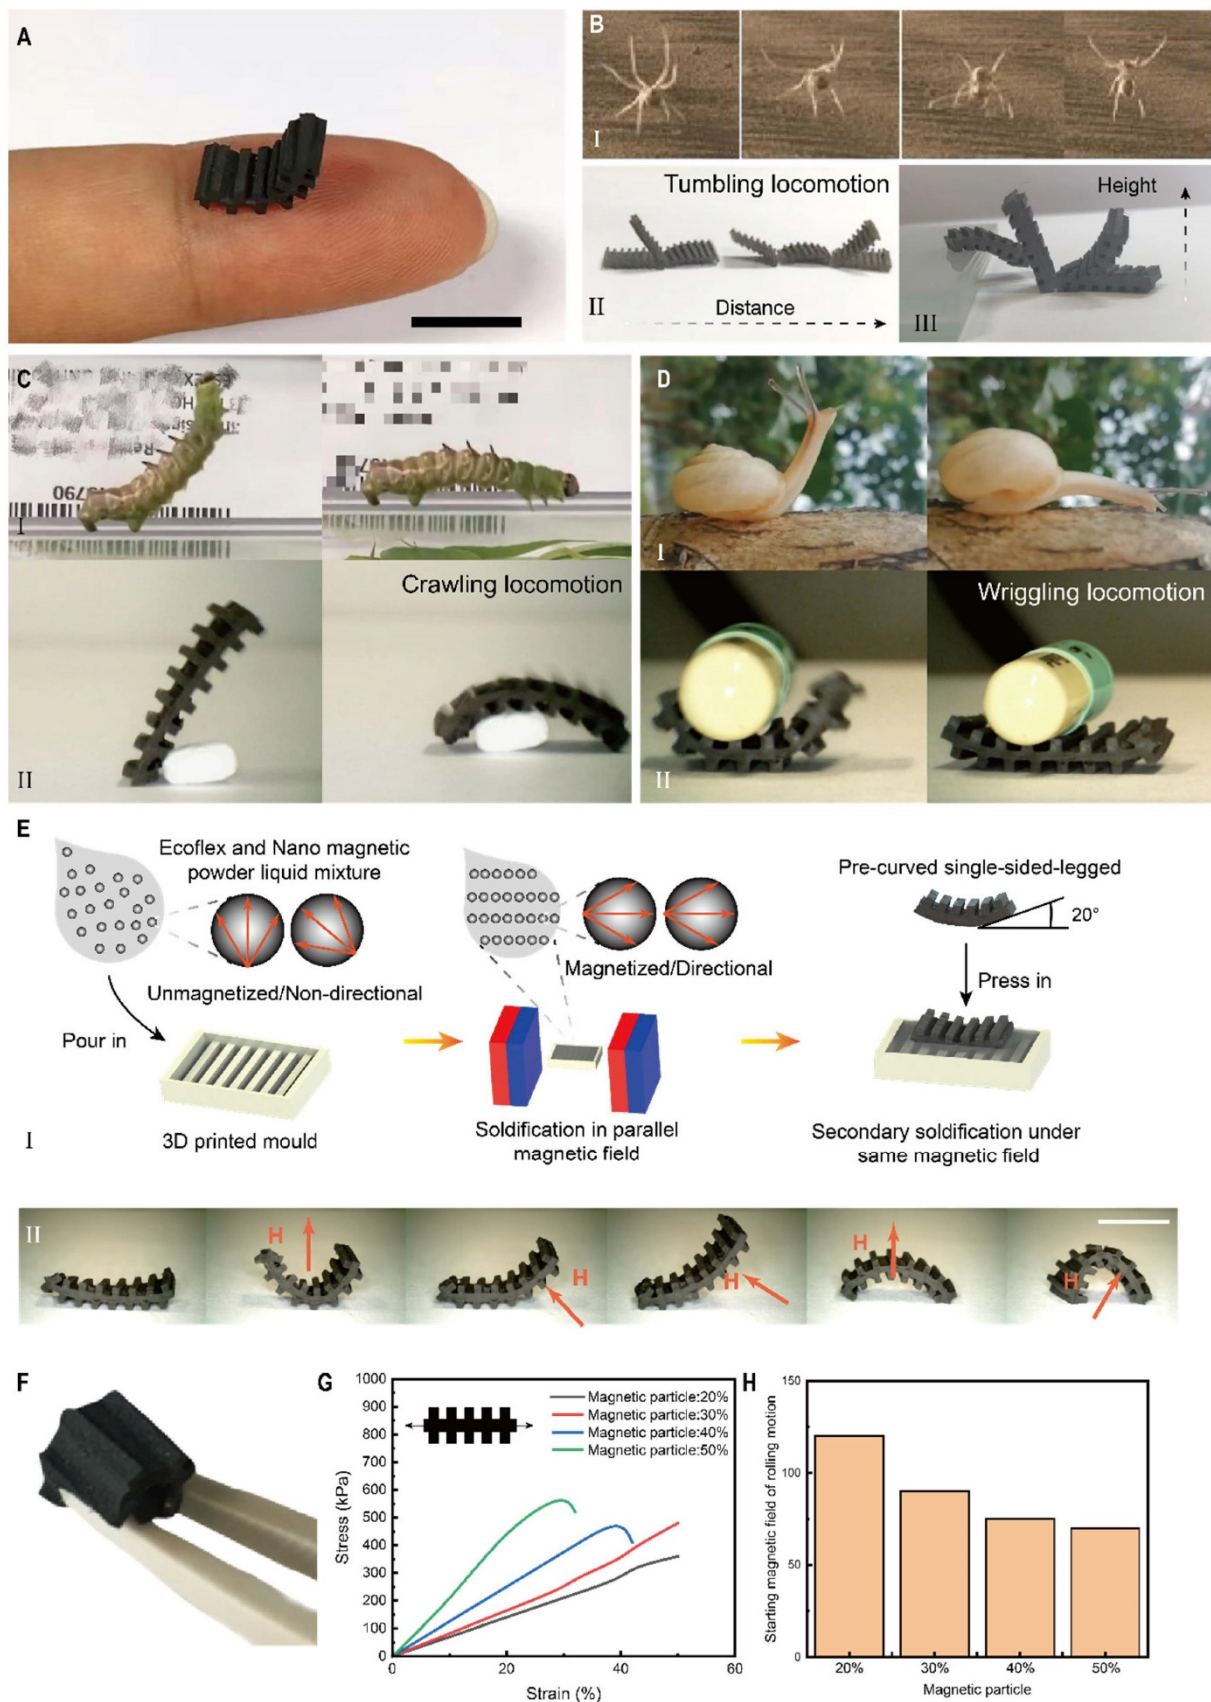 A
B
I
Tumbling locomotion
II
Distance
Height
III
C
790
I
Crawling locomotion
II
D
I
Wriggling locomotion
II
E
Ecoflex and Nano magnetic
powder liquid mixture
Unmagnetized/Non-directional
Pour in
3D printed mould
I
Magnetized/Directional
Soldification in parallel
magnetic field
Pre-curved single-sided-legged
20°
Press in
Secondary soldification under
same magnetic field
II
H
H
H
H
H
F
G
Magnetic particle:20%
Magnetic particle:30%
Magnetic particle:40%
Magnetic particle:50%
1000
900
800
700
600
500
400
300
200
100
0
Stress (kPa)
0 20 40 60
Strain (%)
H
150
100
50
0
Starting magnetic field of rolling motion
20% 30% 40% 50%
Magnetic particle